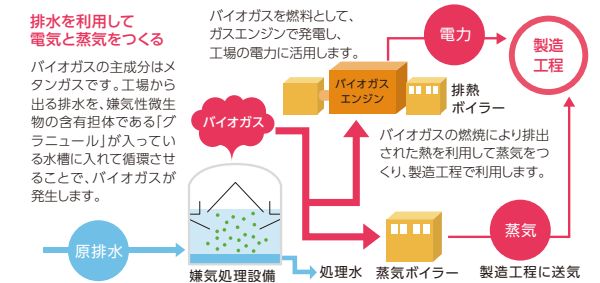 排水を利用して
電気と蒸気をつくる
バイオガスの主成分はメ
タンガスです。工場から
出る排水を、嫌気性微生
物の含有担体である「グ
ラニュール」が入ってい
る水槽に入れて循環させ
ることで、バイオガスが
発生します。
バイオガスを燃料として、
ガスエンジンで発電し、
工場の電力に活用します。
電力
製造
工程
バイオガス
エンジン
排熱
ボイラー
バイオガス
バイオガスの燃焼により排出
された熱を利用して蒸気をつ
くり、製造工程で利用します。
原排水
嫌気処理設備
処理水
蒸気ボイラー
蒸気
製造工程に送気